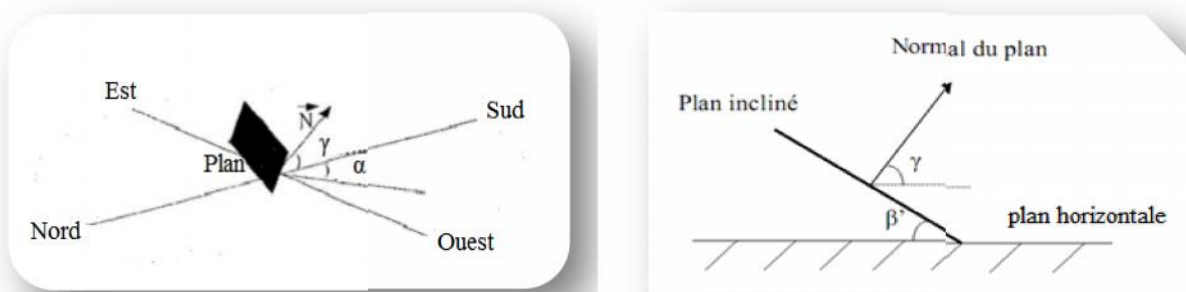 Est
Sud
N
γ
α
Plan
Nord
Ouest
Normal du plan
Plan incliné
γ
β'
plan horizontale